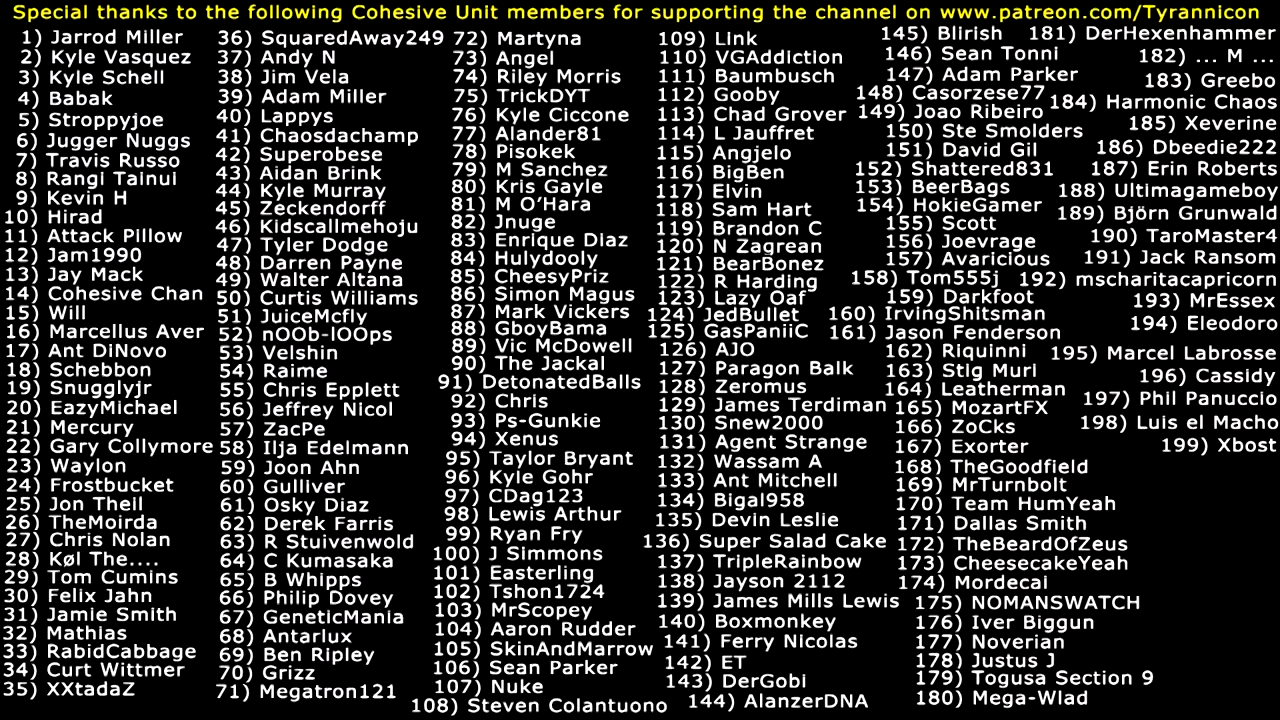 Special thanks to the following Cohesive Unit members for supporting the channel on www.patreon.com/Tyrannicon
1) Jarrod Miller
2) Kyle Vasquez
3) Kyle Schell
4) Babak
5) Stroppyjoe
6) Jugger Nuggs
7) Travis Russo
8) Rangi Tainui
9) Kevin H
10) Hirad
11) Attack Pillow
12) Jam1990
13) Jay Mack
14) Cohesive Chan
15) Will
16) Marcellus Aver
17) Ant DiNovo
18) Schebbon
19) Snugglyjr
20) EazyMichael
21) Mercury
22) Gary Collymore
23) Waylon
24) Frostbucket
25) Jon Theil
26) TheMoirda
27) Chris Nolan
28) Køl The....
29) Tom Cumins
30) Felix Jahn
31) Jamie Smith
32) Mathias
33) RabidCabbage
34) Curt Wittmer
35) XXtadaZ
36) SquaredAway249
37) Andy N
38) Jim Vela
39) Adam Miller
40) Lappys
41) Chaosdachamp
42) Superobese
43) Aidan Brink
44) Kyle Murray
45) Zeckendorff
46) Kidscallmehoju
47) Tyler Dodge
48) Darren Payne
49) Walter Altana
50) Curtis Williams
51) JuiceMcfly
52) nOOb-lOOps
53) Velshin
54) Raime
55) Chris Epplett
56) Jeffrey Nicol
57) ZacPe
58) Ilja Edelmann
59) Joon Ahn
60) Gulliver
61) Osky Diaz
62) Derek Farris
63) R Stuivenwold
64) C Kumasaka
65) B Whipps
66) Philip Dovey
67) GeneticMania
68) Antarlux
69) Ben Ripley
70) Grizz
71) Megatron121
72) Martyna
73) Angel
74) Riley Morris
75) TrickDYT
76) Kyle Ciccone
77) Alander81
78) Pisokek
79) M Sanchez
80) Kris Gayle
81) M O'Hara
82) Jnuge
83) Enrique Diaz
84) Hulydooly
85) CheesyPriz
86) Simon Magus
87) Mark Vickers
88) GboyBama
89) Vic McDowell
90) The Jackal
91) DetonatedBalls
92) Chris
93) Ps-Gunkie
94) Xenus
95) Taylor Bryant
96) Kyle Gohr
97) CDag123
98) Lewis Arthur
99) Ryan Fry
100) J Simmons
101) Easterling
102) Tshon1724
103) MrScopey
104) Aaron Rudder
105) SkinAndMarrow
106) Sean Parker
107) Nuke
108) Steven Colantuono
109) Link
110) VGAddiction
111) Baumbusch
112) Gooby
113) Chad Grover
114) L Jauffret
115) Angjelo
116) BigBen
117) Elvin
118) Sam Hart
119) Brandon C
120) N Zagrean
121) BearBonez
122) R Harding
123) Lazy Oaf
124) JedBullet
125) GasPaniiC
126) AJO
127) Paragon Balk
128) Zeromus
129) James Terdiman
130) Snew2000
131) Agent Strange
132) Wassam A
133) Ant Mitchell
134) Bigal958
135) Devin Leslie
136) Super Salad Cake
137) TripleRainbow
138) Jayson 2112
139) James Mills Lewis
140) Boxmonkey
141) Ferry Nicolas
142) ET
143) DerGobi
144) AlanzerDNA
145) Blirish
146) Sean Tonni
147) Adam Parker
148) Casorzese77
149) Joao Ribeiro
150) Ste Smolders
151) David Gil
152) Shattered831
153) BeerBags
154) HokieGamer
155) Scott
156) Joevrage
157) Avaricious
158) Tom555j
159) Darkfoot
160) IrvingShitsman
161) Jason Fenderson
162) Riquinni
163) Stig Murl
164) Leatherman
165) MozartFX
166) ZoCks
167) Exorter
168) TheGoodfield
169) MrTurnbolt
170) Team HumYeah
171) Dallas Smith
172) TheBeardOfZeus
173) CheesecakeYeah
174) Mordecai
175) NOMANSWATCH
176) Iver Biggun
177) Noverian
178) Justus J
179) Togusa Section 9
180) Mega-Wlad
181) DerHexenhammer
182) ... M ...
183) Greebo
184) Harmonic Chaos
185) Xeverine
186) Dbeedie222
187) Erin Roberts
188) Ultimagameboy
189) Björn Grunwald
190) TaroMaster4
191) Jack Ransom
192) mscharitacapricorn
193) MrEssex
194) Eleodoro
195) Marcel Labrosse
196) Cassidy
197) Phil Panuccio
198) Luis el Macho
199) Xbost